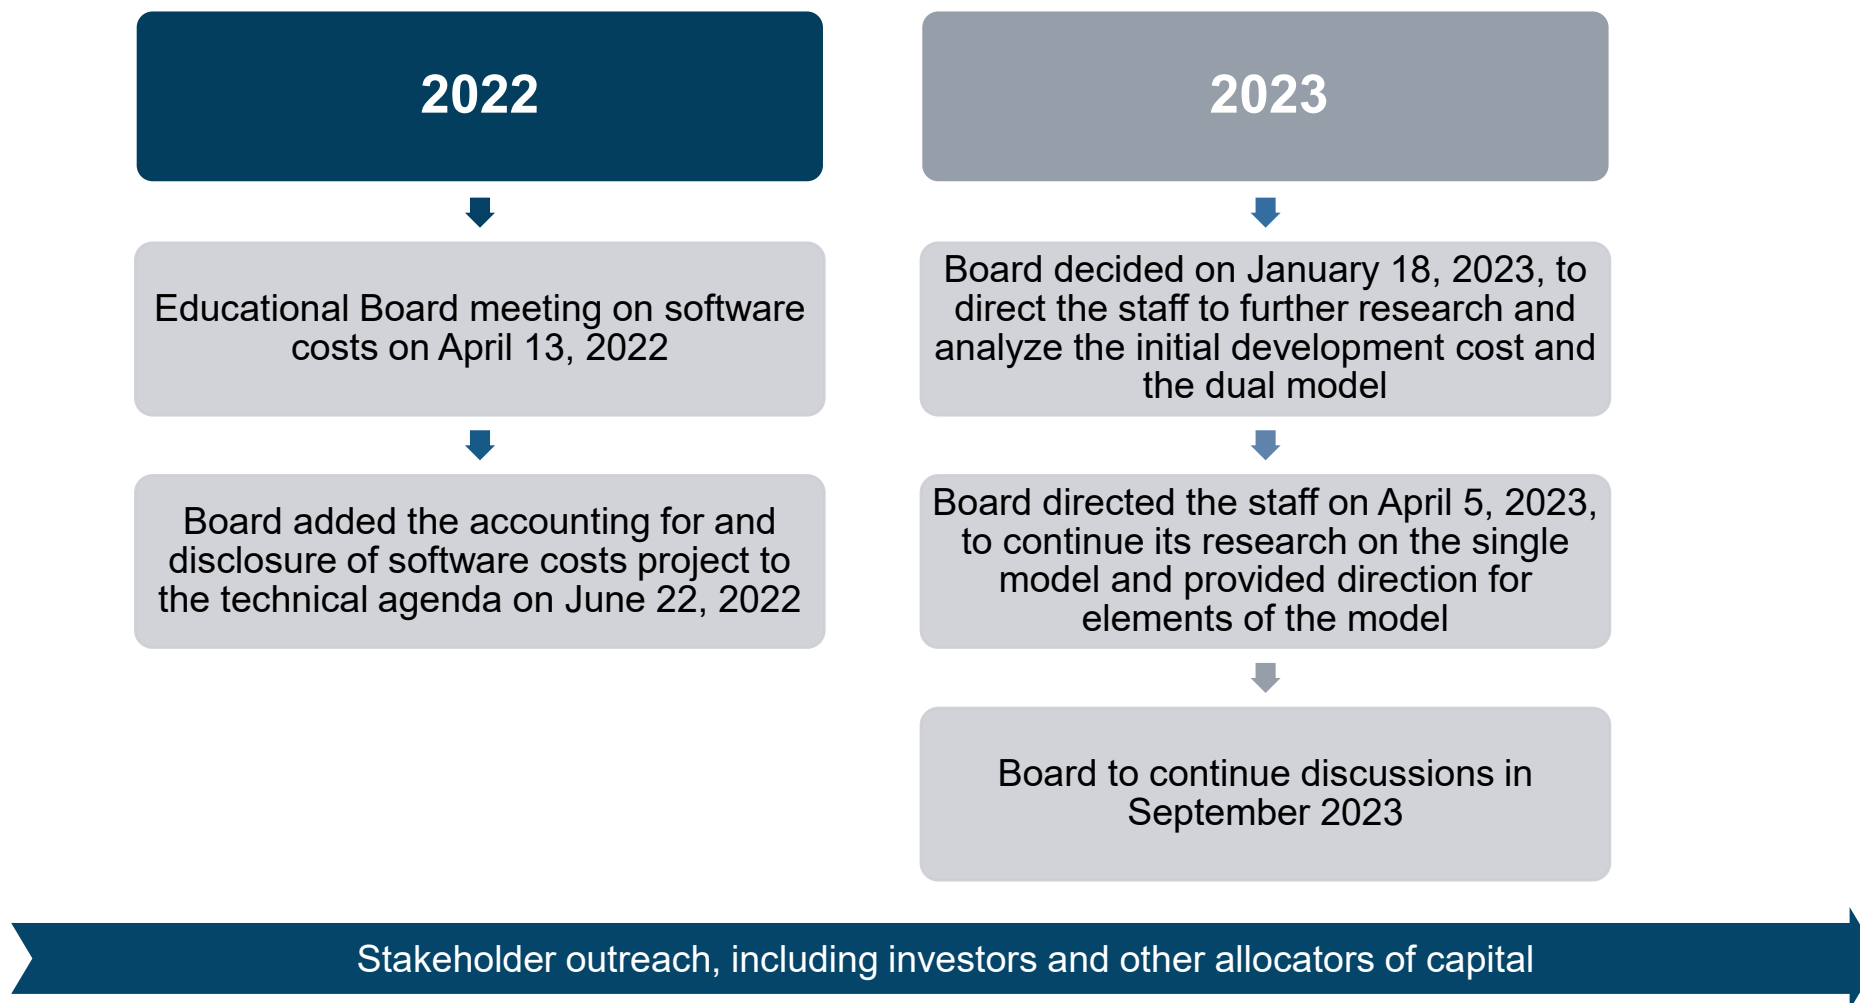 2022
Educational Board meeting on software
costs on April 13, 2022
Board added the accounting for and
disclosure of software costs project to
the technical agenda on June 22, 2022
2023
Board decided on January 18, 2023, to
direct the staff to further research and
analyze the initial development cost and
the dual model
Board directed the staff on April 5, 2023,
to continue its research on the single
model and provided direction for
elements of the model
Board to continue discussions in
September 2023
Stakeholder outreach, including investors and other allocators of capital